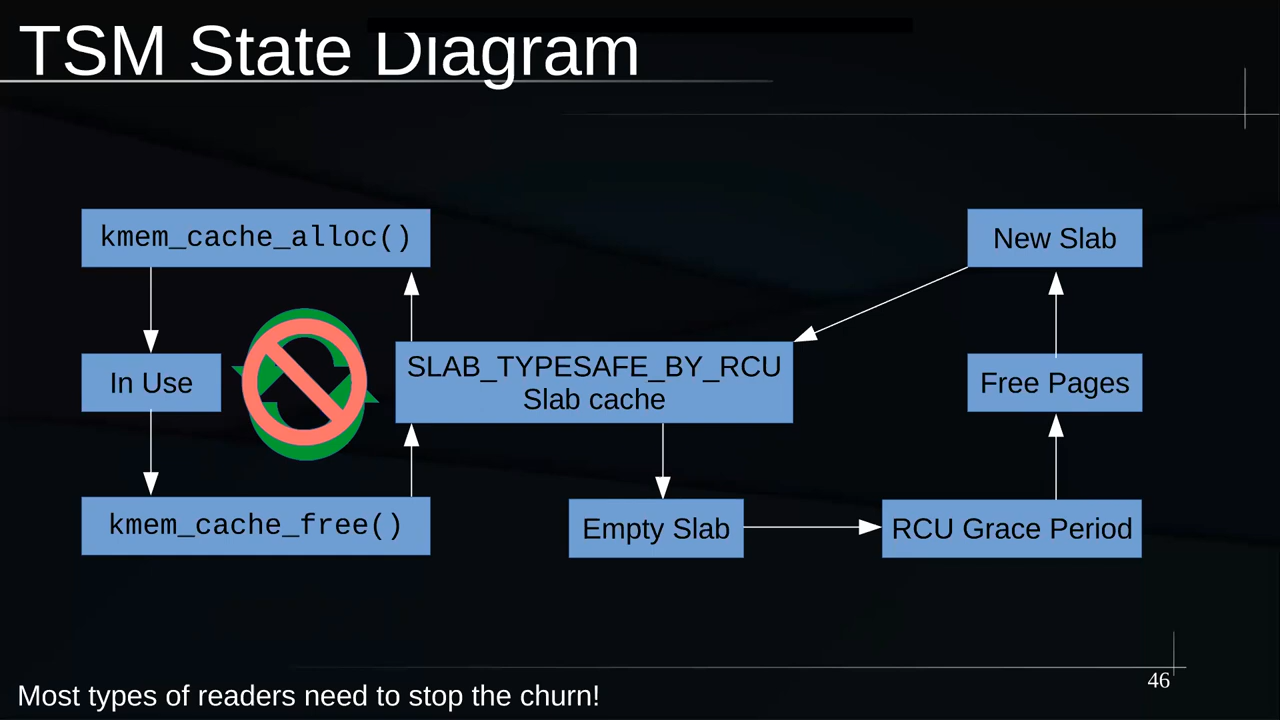 TSM State Diagram
kmem_cache_alloc()
New Slab
In Use
SLAB_TYPESAFE_BY_RCU
Slab cache
Free Pages
kmem_cache_free()
Empty Slab
RCU Grace Period
46
Most types of readers need to stop the churn!